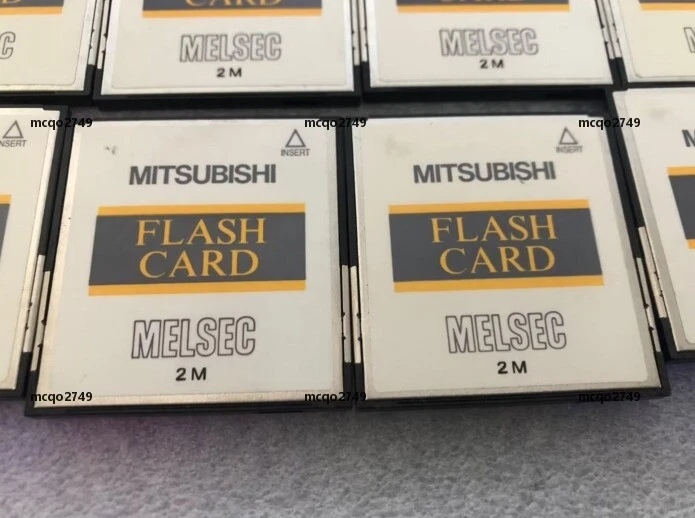 CARD
CARD
C
MELSEC
MELSEC
2M
2M
mcqo2749
mcqo2749
mcqo2749
INSERT
INSERT
INSERT
MITSUBISHI
MITSUBISHI
FLASH
CARD
FLASH
CARD
MELSEC
MELSEC
2M
2M
mcqo2749
mcqo2749
mcqo2749